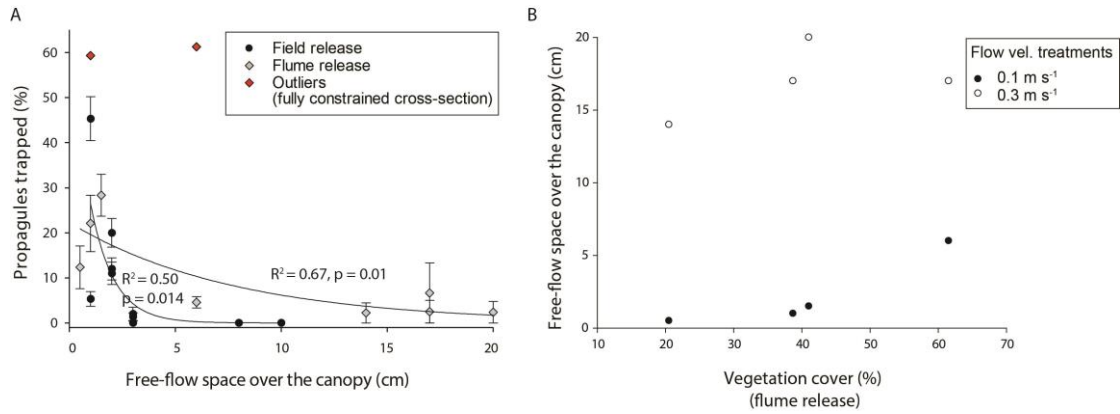 A
Propagules trapped (%)
60
50
40
30
20
10
0
Field release
Flume release
Outliers
(fully constrained cross-section)
R² = 0.50
p = 0.014
R² = 0.67, p = 0.01
0 5 10 15 20
Free-flow space over the canopy (cm)
B
Free-flow space over the canopy (cm)
20
15
10
5
0
Flow vel. treatments
0.1 m s⁻¹
0.3 m s⁻¹
10 20 30 40 50 60 70
Vegetation cover (%)
(flume release)